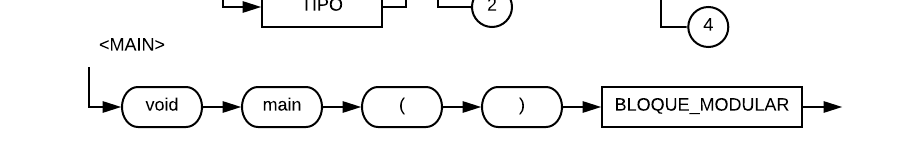 TIPO
2
4
<MAIN>
void main ( ) BLOQUE_MODULAR